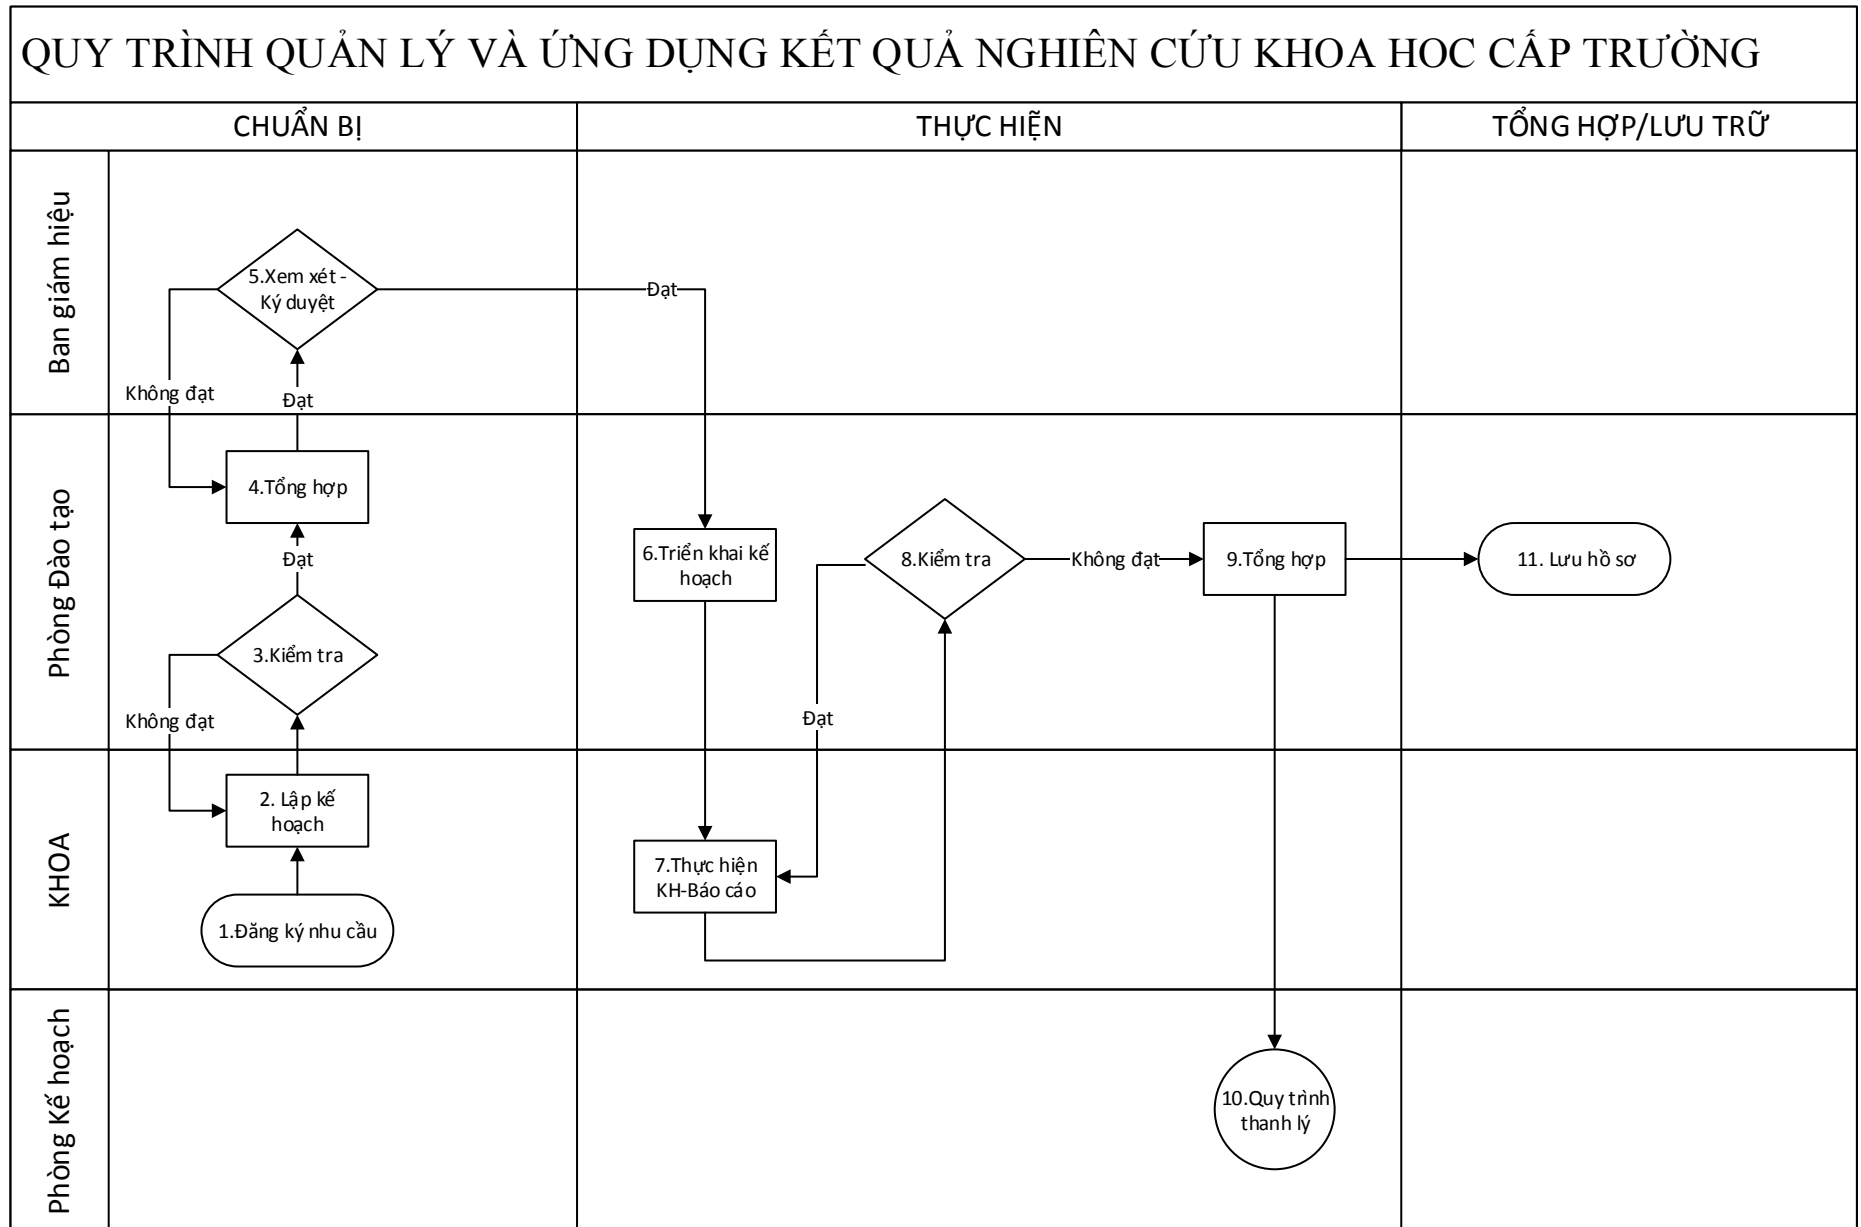 QUY TRÌNH QUẢN LÝ VÀ ỨNG DỤNG KẾT QUẢ NGHIÊN CỨU KHOA HOC CẤP TRƯỜNG
CHUẨN BỊ
THỰC HIỆN
TỔNG HỢP/LƯU TRỮ
Ban giám hiệu
5.Xem xét -
Ký duyệt
Đạt
Không đạt
Đạt
Phòng Đào tạo
4.Tổng hợp
Đạt
3.Kiểm tra
Không đạt
6.Triển khai kế
hoạch
8.Kiểm tra
Không đạt
9.Tổng hợp
11. Lưu hồ sơ
Đạt
KHOA
2. Lập kế
hoạch
1.Đăng ký nhu cầu
7.Thực hiện
KH-Báo cáo
Phòng Kế hoạch
10.Quy trình
thanh lý